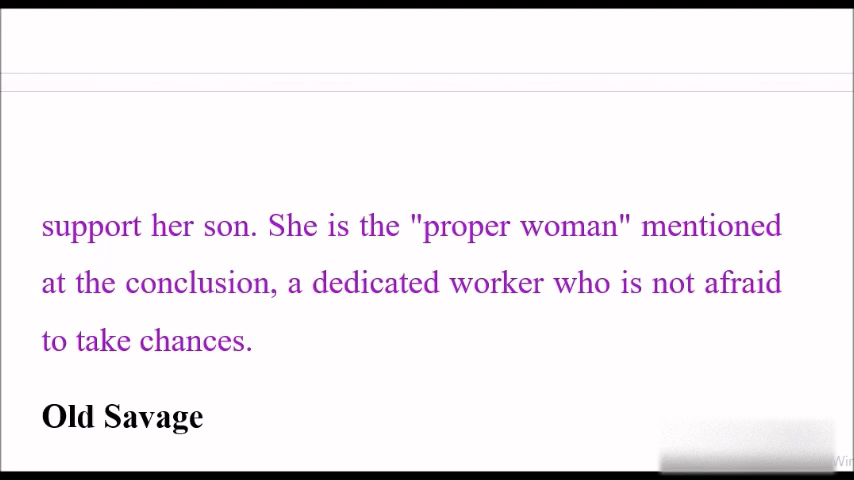 support her son. She is the "proper woman" mentioned
at the conclusion, a dedicated worker who is not afraid
to take chances.
Old Savage